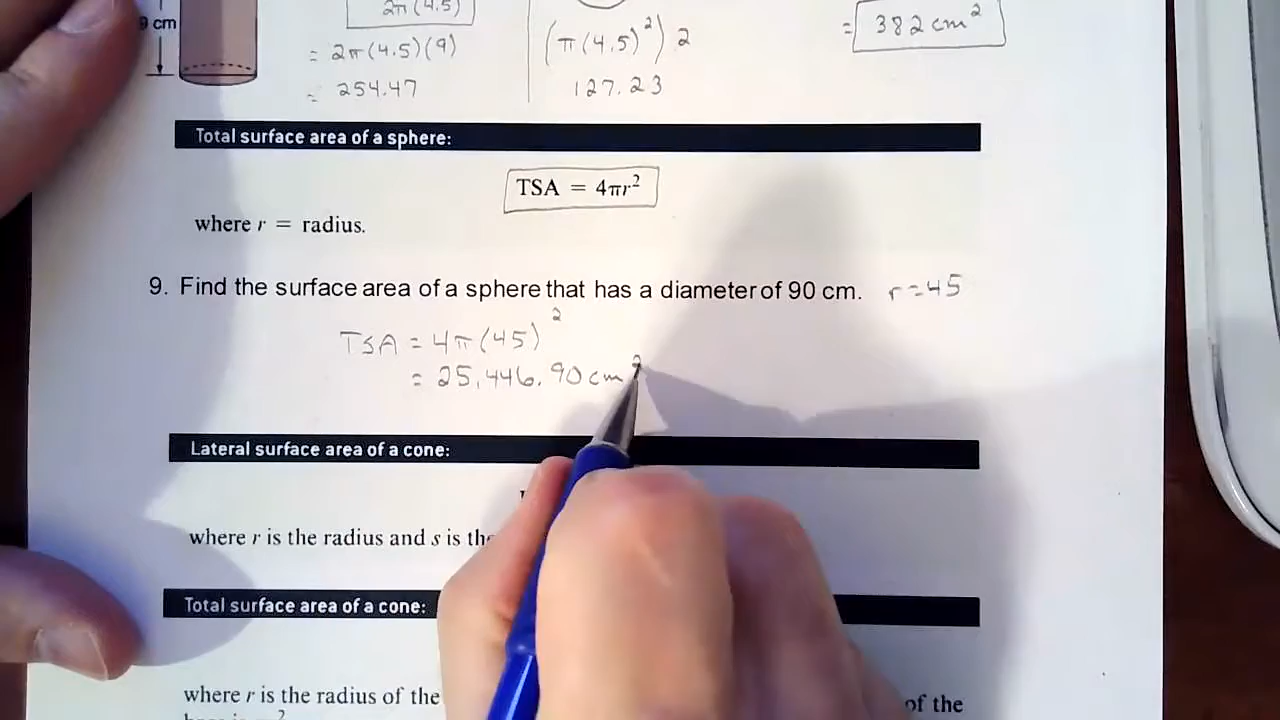 2π(4.5)
9 cm
= 2π(4.5)(9)
= 254.47
(π(4.5)²) 2
127.23
= 382 cm²
Total surface area of a sphere:
TSA = 4πr²
where r = radius.
9. Find the surface area of a sphere that has a diameter of 90 cm. r=45
TSA = 4π(45)²
= 25,446.90 cm²
Lateral surface area of a cone:
where r is the radius and s is the
Total surface area of a cone:
where r is the radius of the
of the